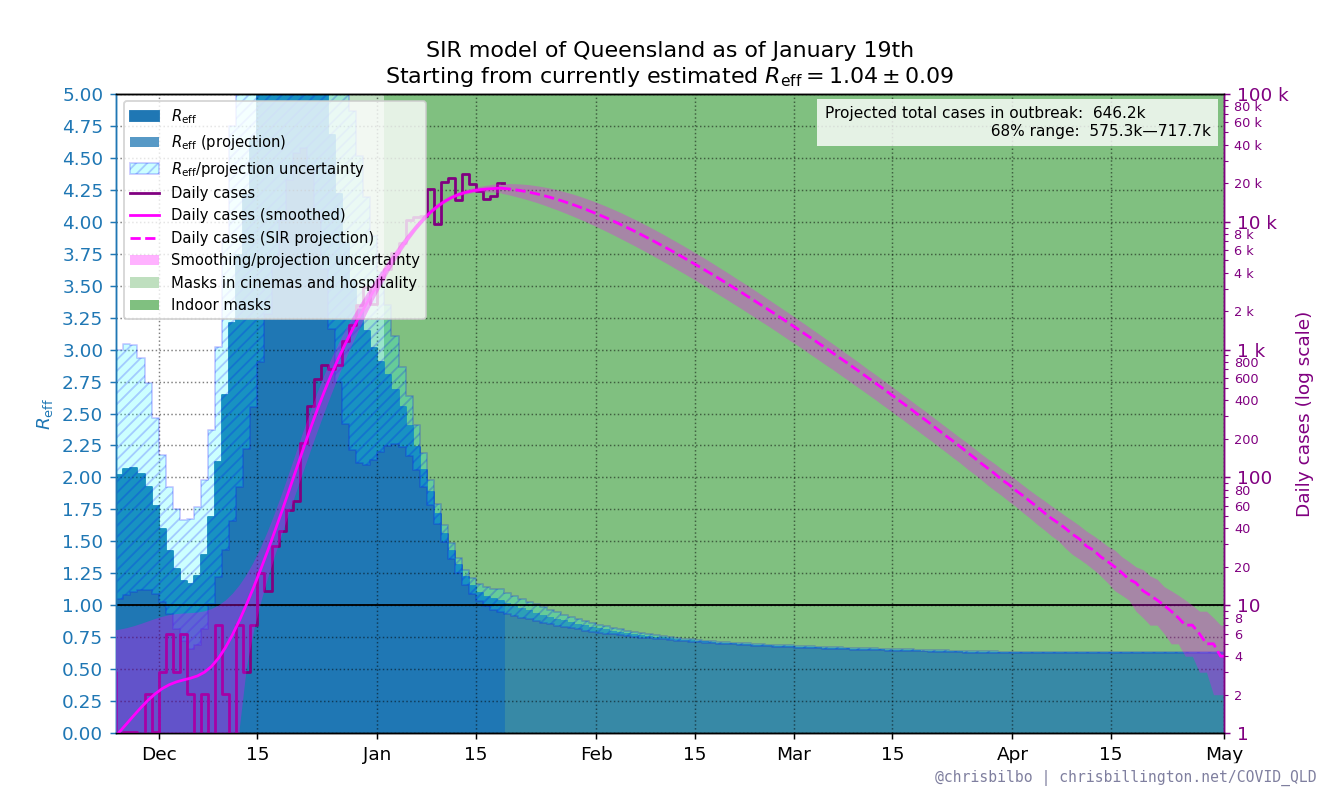 SIR model of Queensland as of January 19th
Starting from currently estimated R_eff = 1.04 ± 0.09
5.00
4.75
4.50
4.25
4.00
3.75
3.50
3.25
3.00
2.75
2.50
2.25
2.00
1.75
1.50
1.25
1.00
0.75
0.50
0.25
0.00
R_eff
R_eff
R_eff (projection)
R_eff/projection uncertainty
Daily cases
Daily cases (smoothed)
Daily cases (SIR projection)
Smoothing/projection uncertainty
Masks in cinemas and hospitality
Indoor masks
Projected total cases in outbreak: 646.2k
68% range: 575.3k—717.7k
100 k
80 k
60 k
40 k
20 k
10 k
8 k
6 k
4 k
2 k
1 k
800
600
400
200
100
80
60
40
20
10
8
6
4
2
1
Daily cases (log scale)
Dec 15 Jan 15 Feb 15 Mar 15 Apr 15 May
@chrisbilbo | chrisbillington.net/COVID_QLD